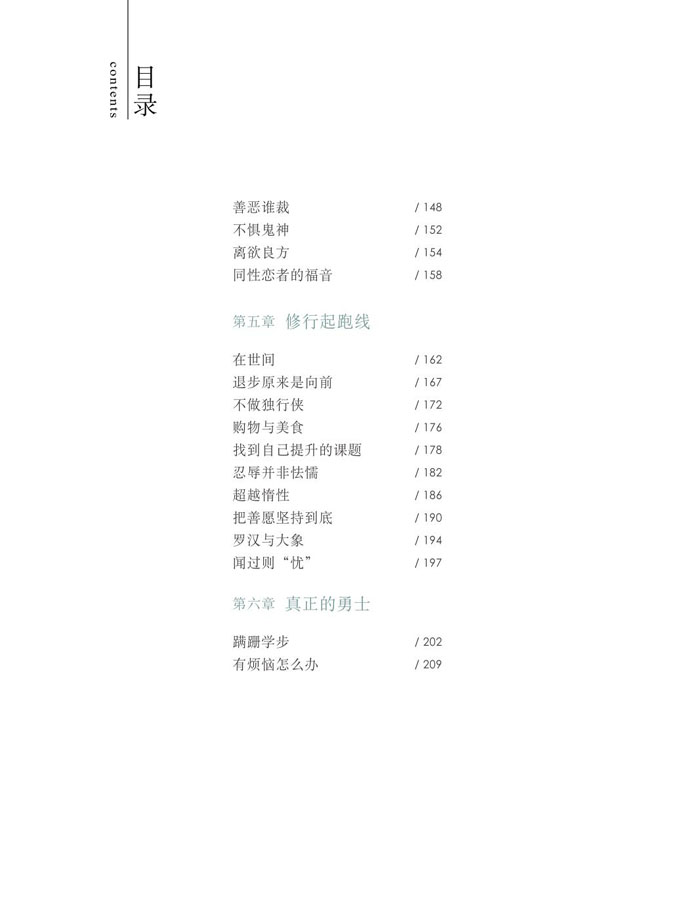 目录
contents
善恶谁裁 / 148
不惧鬼神 / 152
离欲良方 / 154
同性恋者的福音 / 158
第五章 修行起跑线
在世间 / 162
退步原来是向前 / 167
不做独行侠 / 172
购物与美食 / 176
找到自己提升的课题 / 178
忍辱并非怯懦 / 182
超越惰性 / 186
把善愿坚持到底 / 190
罗汉与大象 / 194
闻过则“忧” / 197
第六章 真正的勇士
蹒跚学步 / 202
有烦恼怎么办 / 209